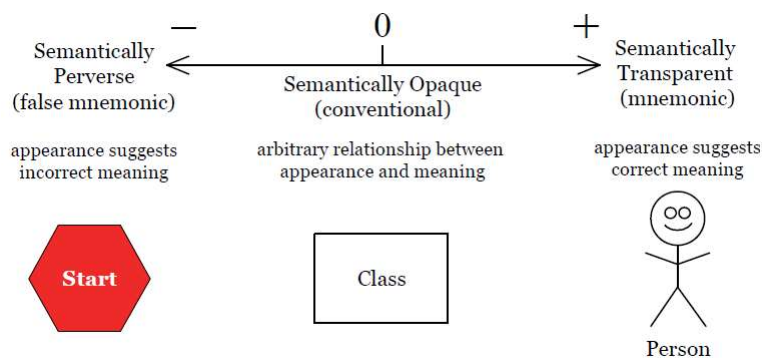 − 0 +
Semantically
Perverse
(false mnemonic)
Semantically Opaque
(conventional)
Semantically
Transparent
(mnemonic)
appearance suggests
incorrect meaning
arbitrary relationship between
appearance and meaning
appearance suggests
correct meaning
Start
Class
Person